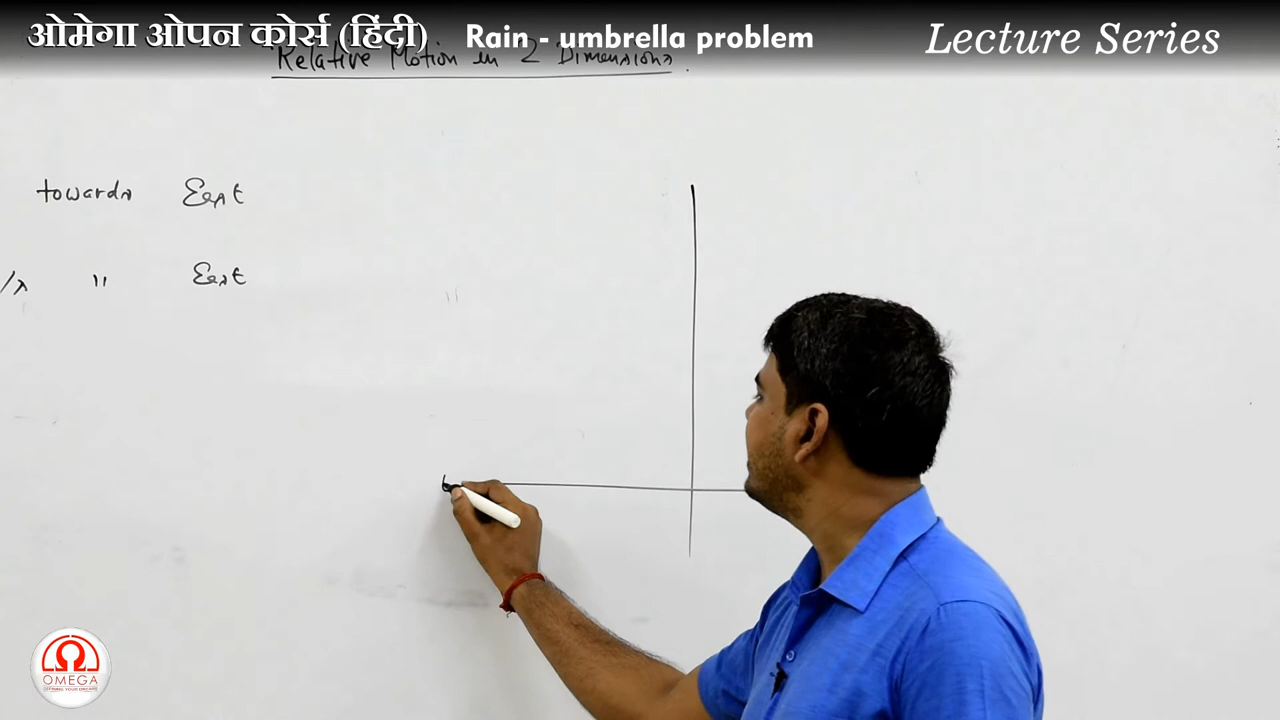 ओमेगा ओपन कोर्स (हिंदी) Rain - umbrella problem Lecture Series
Relative Motion in 2 Dimensions.
towards East
/s " East
OMEGA